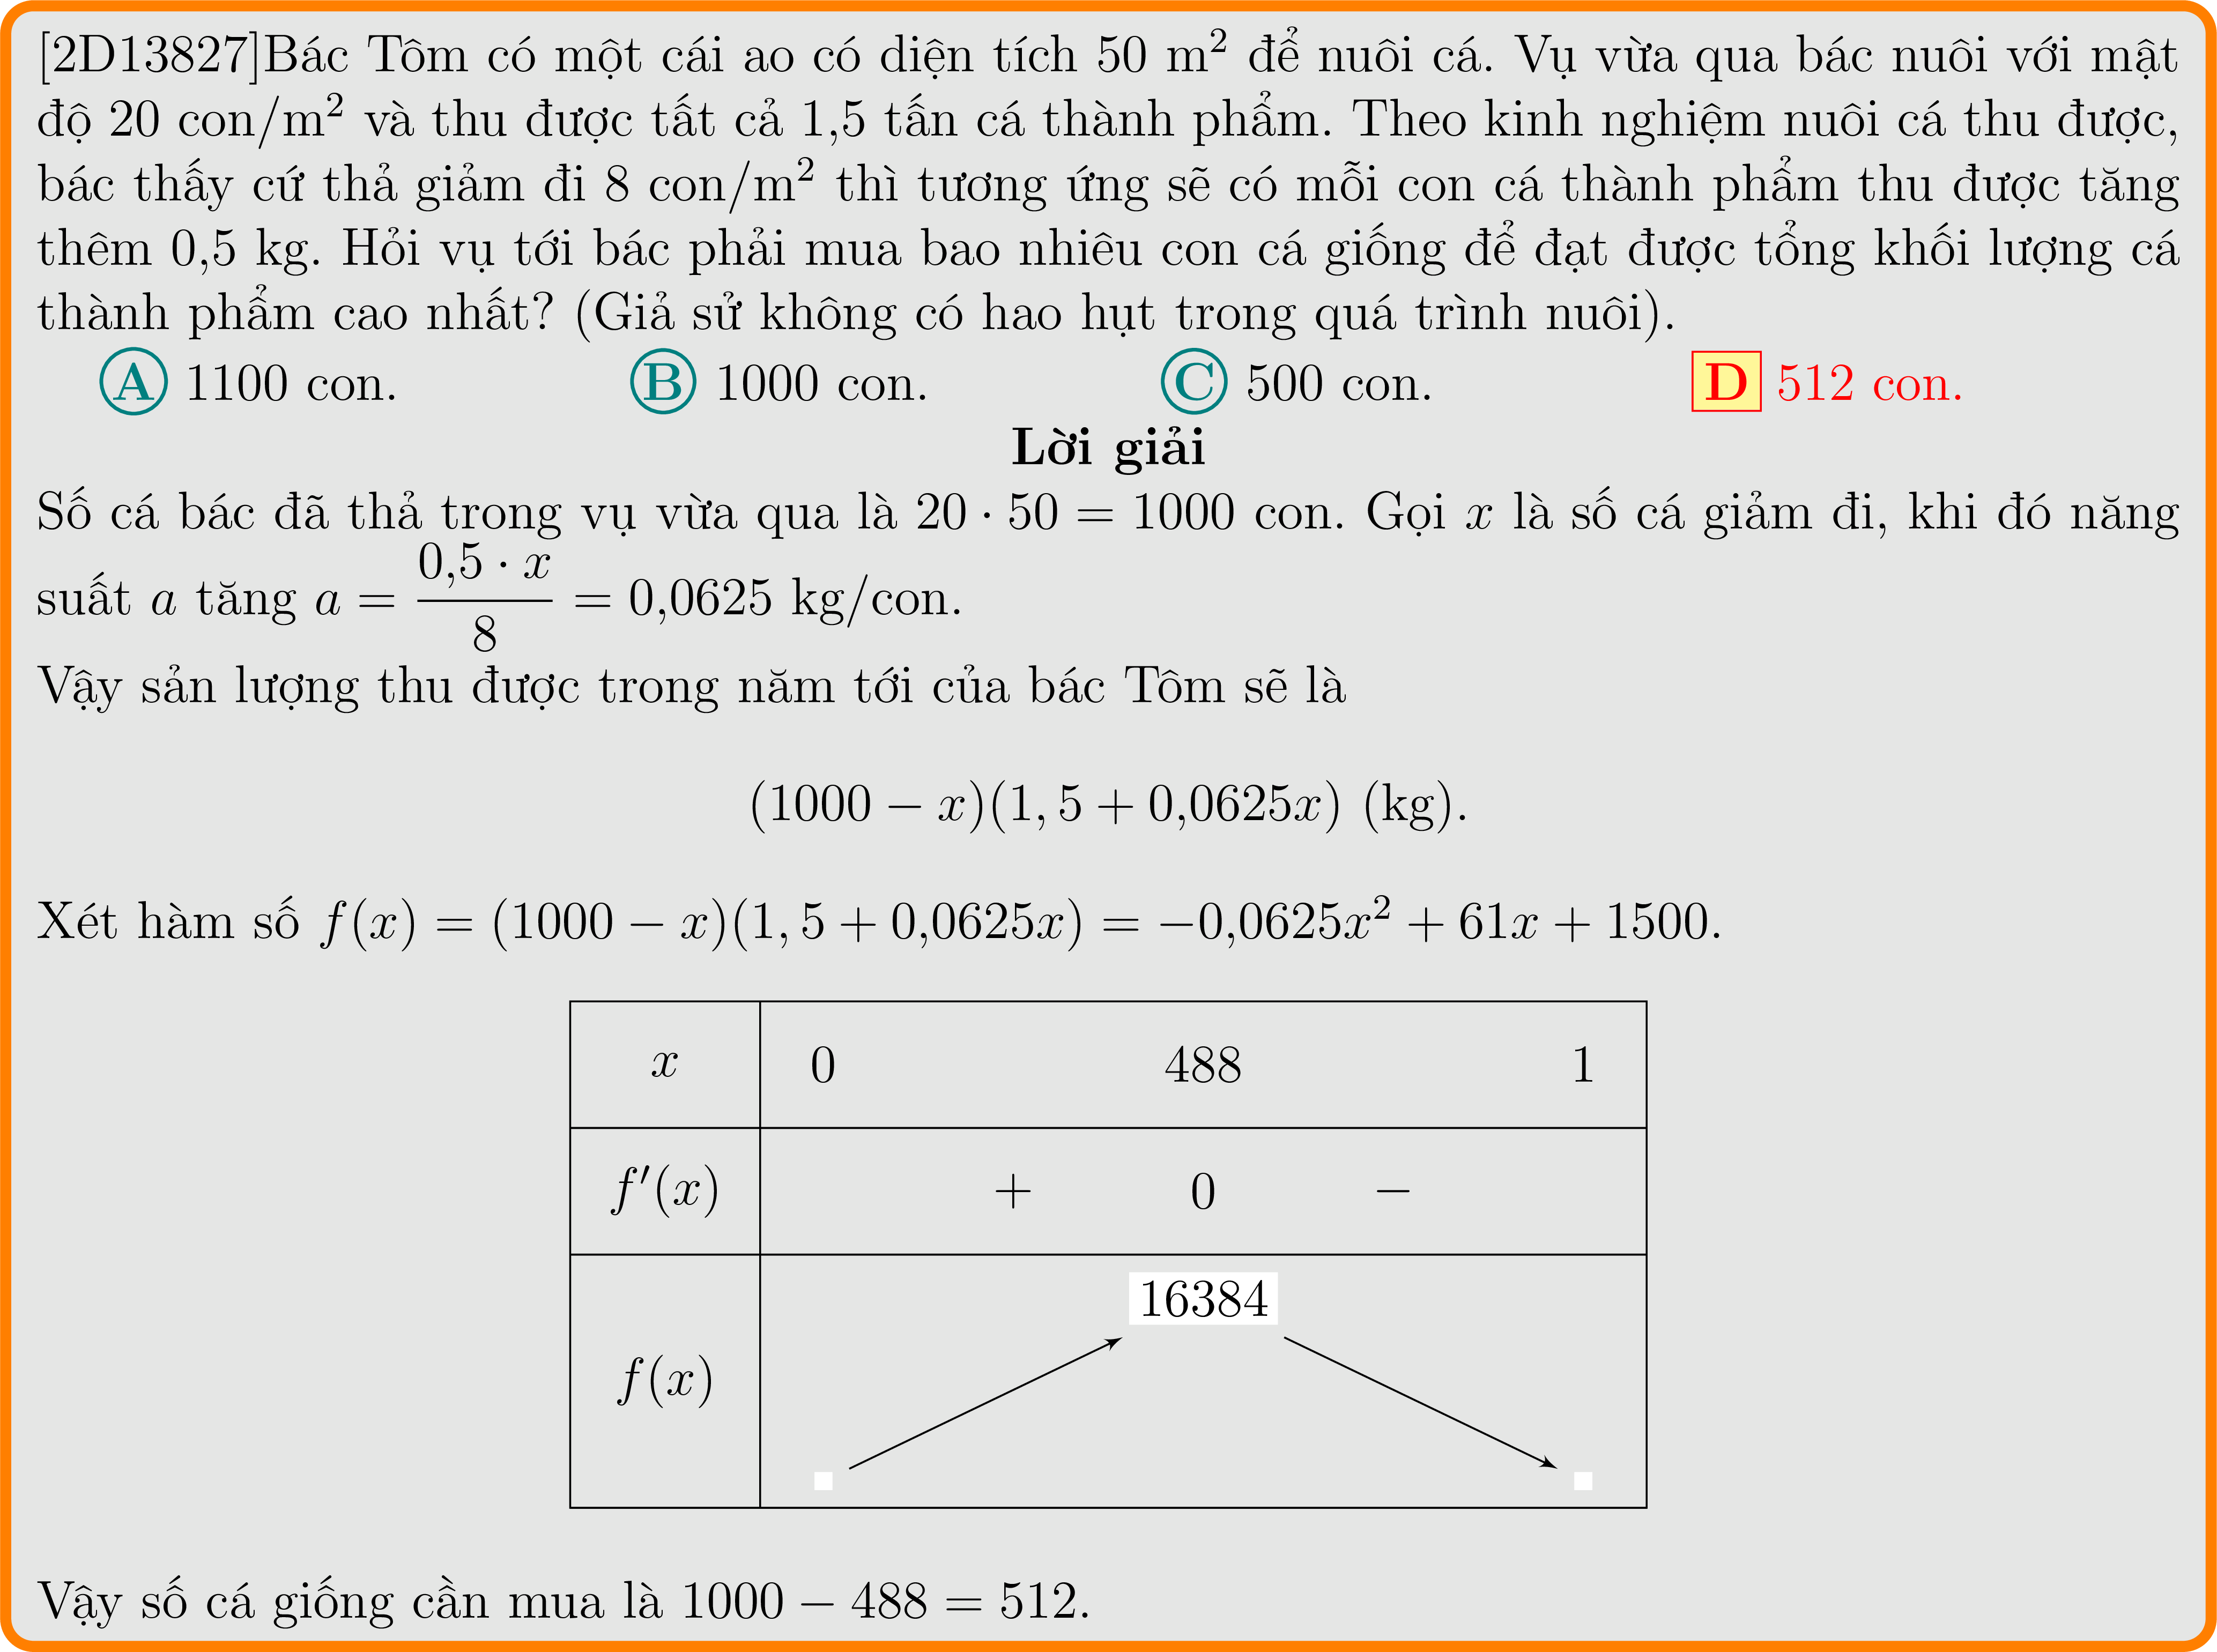 [2D13827]Bác Tôm có một cái ao có diện tích 50 m² để nuôi cá. Vụ vừa qua bác nuôi với mật
độ 20 con/m² và thu được tất cả 1,5 tấn cá thành phẩm. Theo kinh nghiệm nuôi cá thu được,
bác thấy cứ thả giảm đi 8 con/m² thì tương ứng sẽ có mỗi con cá thành phẩm thu được tăng
thêm 0,5 kg. Hỏi vụ tới bác phải mua bao nhiêu con cá giống để đạt được tổng khối lượng cá
thành phẩm cao nhất? (Giả sử không có hao hụt trong quá trình nuôi).
A 1100 con. B 1000 con. C 500 con. D 512 con.
Lời giải
Số cá bác đã thả trong vụ vừa qua là 20 · 50 = 1000 con. Gọi x là số cá giảm đi, khi đó năng
suất a tăng a = (0,5 · x)/8 = 0,0625 kg/con.
Vậy sản lượng thu được trong năm tới của bác Tôm sẽ là
(1000 − x)(1, 5 + 0,0625x) (kg).
Xét hàm số f(x) = (1000 − x)(1, 5 + 0,0625x) = −0,0625x² + 61x + 1500.
x 0 488 1
f′(x) + 0 −
16384
f(x)
Vậy số cá giống cần mua là 1000 − 488 = 512.